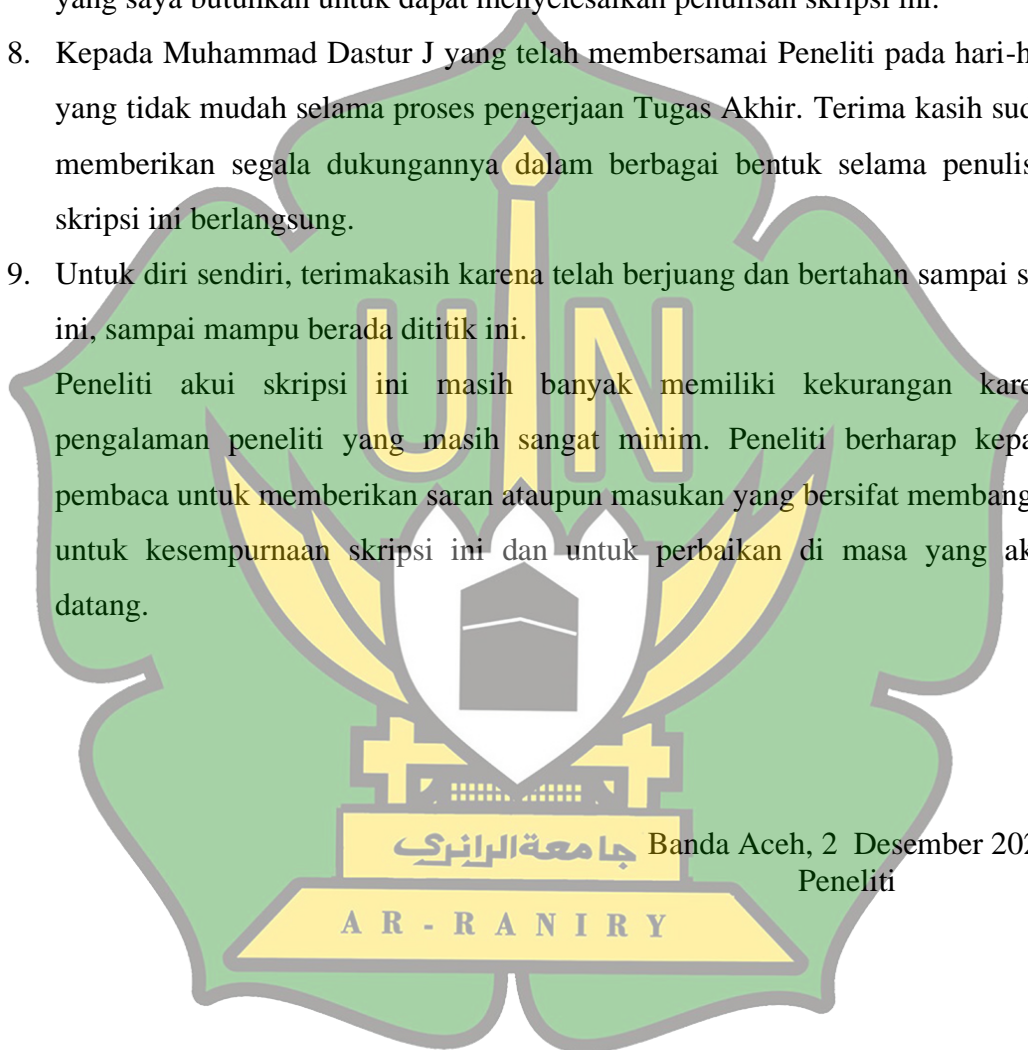 yang saya butuhkan untuk dapat menyelesaikan penulisan skripsi ini.
8. Kepada Muhammad Dastur J yang telah membersamai Peneliti pada hari-h
yang tidak mudah selama proses pengerjaan Tugas Akhir. Terima kasih sud
memberikan segala dukungannya dalam berbagai bentuk selama penulis
skripsi ini berlangsung.
9. Untuk diri sendiri, terimakasih karena telah berjuang dan bertahan sampai s
ini, sampai mampu berada dititik ini.
Peneliti akui skripsi ini masih banyak memiliki kekurangan kare
pengalaman peneliti yang masih sangat minim. Peneliti berharap kepa
pembaca untuk memberikan saran ataupun masukan yang bersifat membang
untuk kesempurnaan skripsi ini dan untuk perbaikan di masa yang ak
datang.
UIN
جامعة الرانري
Banda Aceh, 2 Desember 202
Peneliti
AR-RANIRY